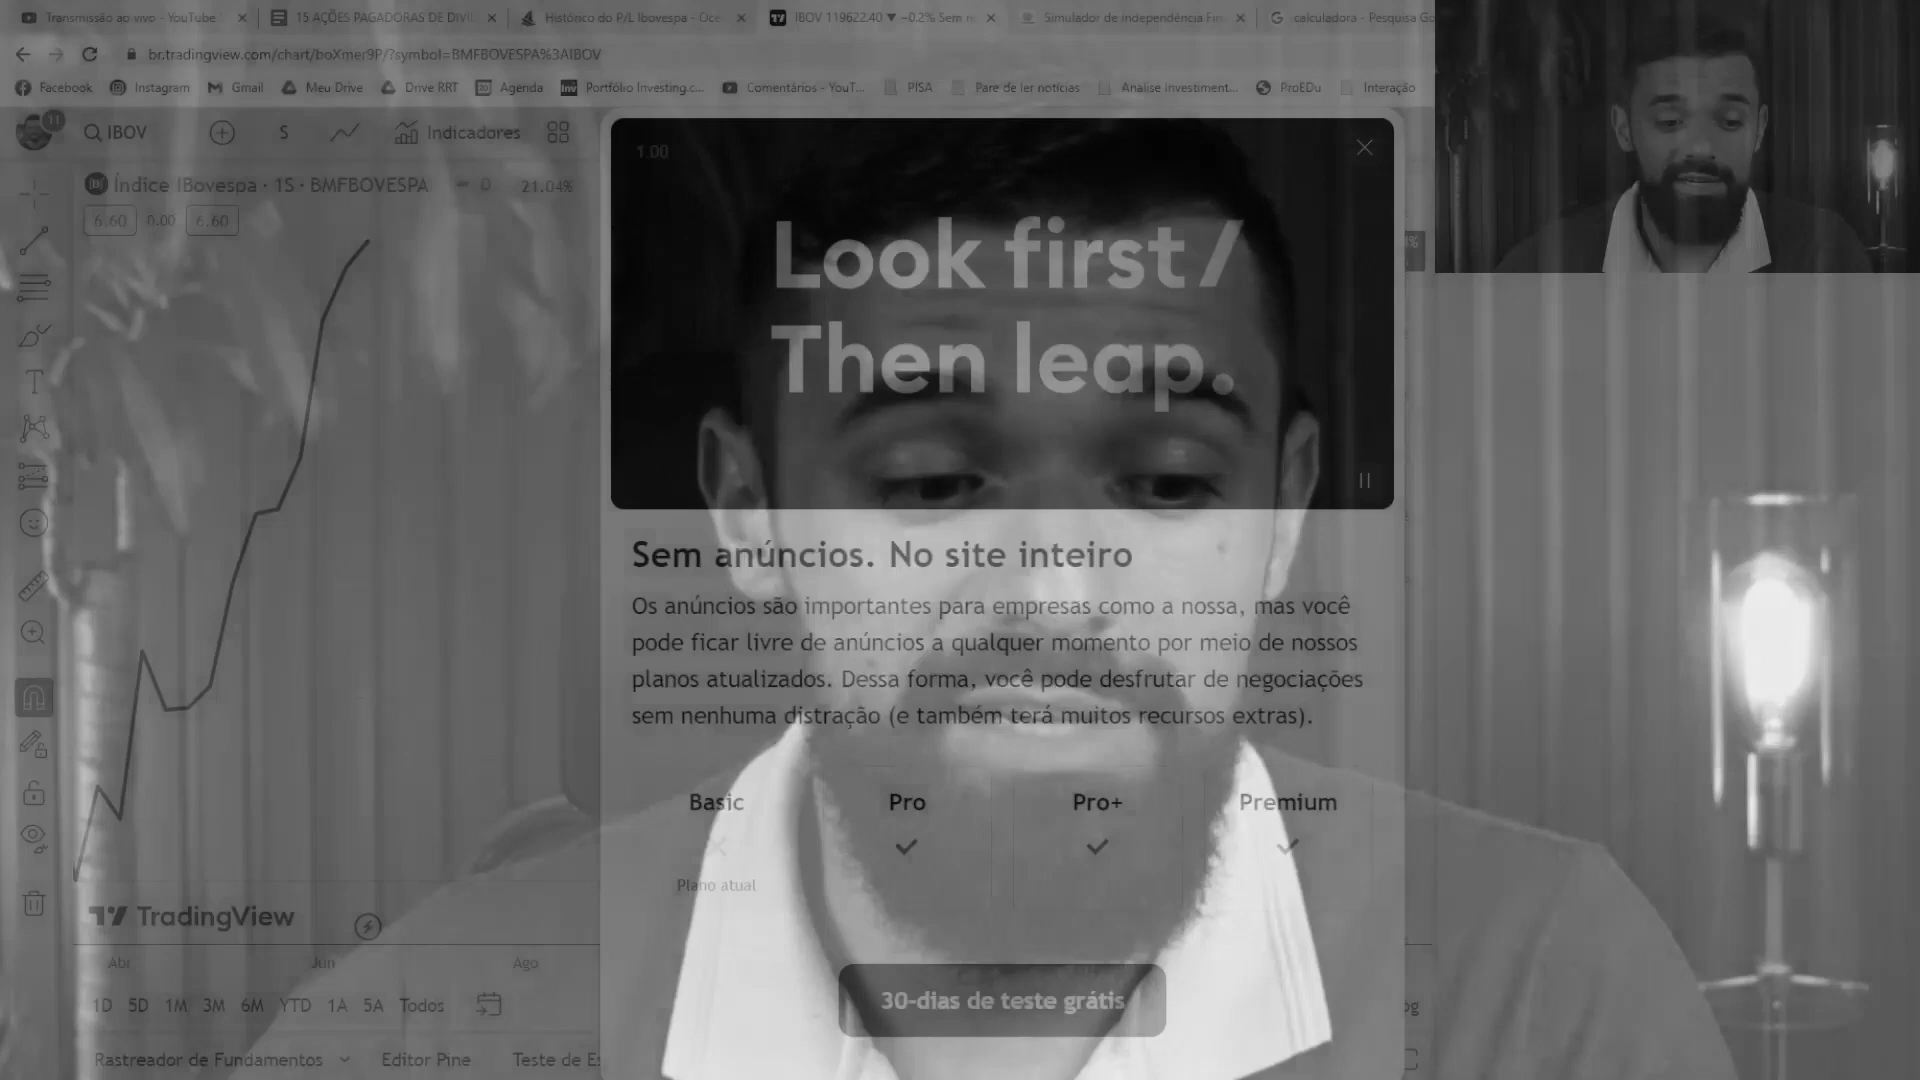 Transmissão ao vivo - YouTube
15 AÇÕES PAGADORAS DE DIVI
Histórico do P/L Ibovespa - Oce
IBOV 119622.40 ▼ −0.2% Sem n
Simulador de independência Fin
calculadora - Pesquisa Go
br.tradingview.com/chart/boXmer9P/?symbol=BMFBOVESPA%3AIBOV
Facebook
Instagram
Gmail
Meu Drive
Drive RRT
Agenda
Portfólio Investing.c...
Comentários - YouT...
PISA
Pare de ler notícias
Análise investiment...
ProEDu
Interação
11
IBOV
S
Indicadores
Índice IBovespa · 1S · BMFBOVESPA
21.04%
6.60 0.00 6.60
1.00
Look first /
Then leap.
Sem anúncios. No site inteiro
Os anúncios são importantes para empresas como a nossa, mas você
pode ficar livre de anúncios a qualquer momento por meio de nossos
planos atualizados. Dessa forma, você pode desfrutar de negociações
sem nenhuma distração (e também terá muitos recursos extras).
Basic Pro Pro+ Premium
Plano atual
30-dias de teste grátis
TradingView
Abr Jun Ago
1D 5D 1M 3M 6M YTD 1A 5A Todos
Rastreador de Fundamentos Editor Pine Teste de Es